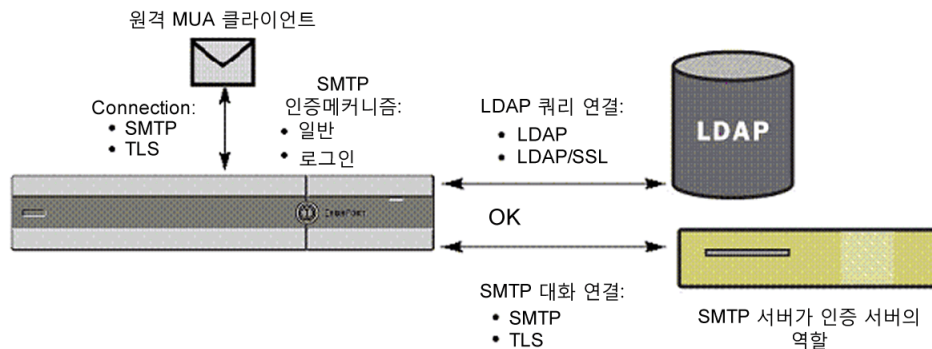 원격 MUA 클라이언트
Connection:
• SMTP
• TLS
SMTP
인증메커니즘:
• 일반
• 로그인
LDAP 쿼리 연결:
• LDAP
• LDAP/SSL
LDAP
IRONPORT
OK
SMTP 대화 연결:
• SMTP
• TLS
SMTP 서버가 인증 서버의
역할